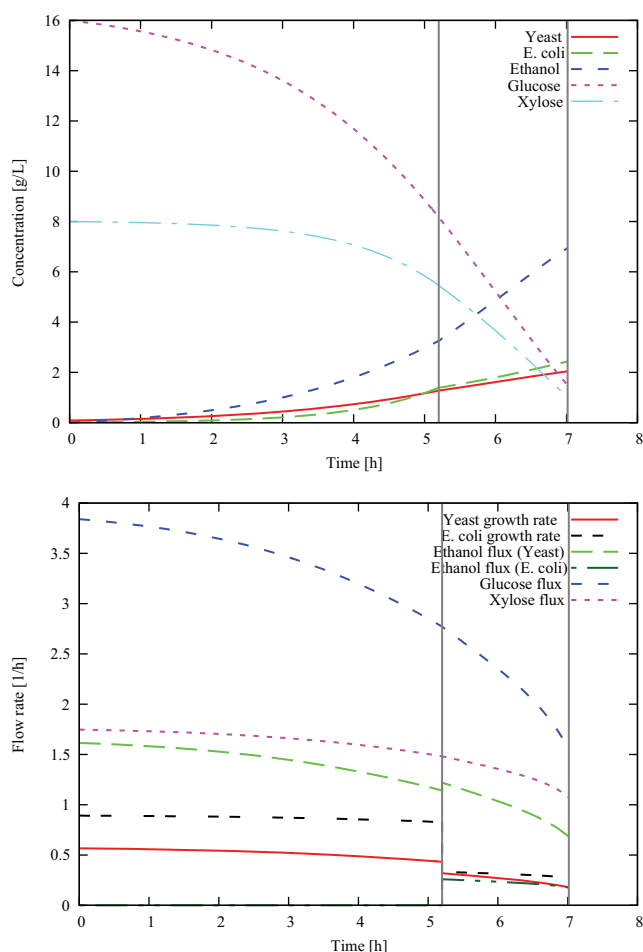 16
14
12
10
8
6
4
2
0
Concentration [g/L]
Yeast
E. coli
Ethanol
Glucose
Xylose
0 1 2 3 4 5 6 7 8
Time [h]
4
3.5
3
2.5
2
1.5
1
0.5
0
Flow rate [1/h]
Yeast growth rate
E. coli growth rate
Ethanol flux (Yeast)
Ethanol flux (E. coli)
Glucose flux
Xylose flux
0 1 2 3 4 5 6 7 8
Time [h]